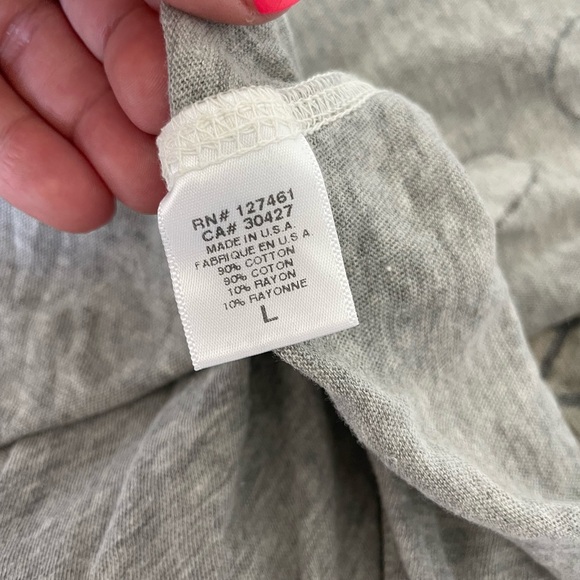 RN# 127461
CA# 30427
MADE IN U.S.A.
FABRIQUE EN U.S.A
90% COTTON
90% COTON
10% RAYON
10% RAYONNE
L